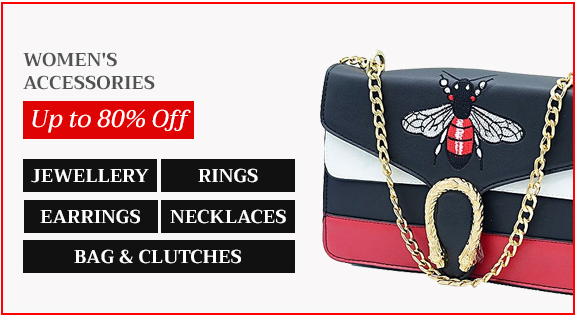 WOMEN'S
ACCESSORIES
Up to 80% Off
JEWELLERY RINGS
EARRINGS NECKLACES
BAG & CLUTCHES